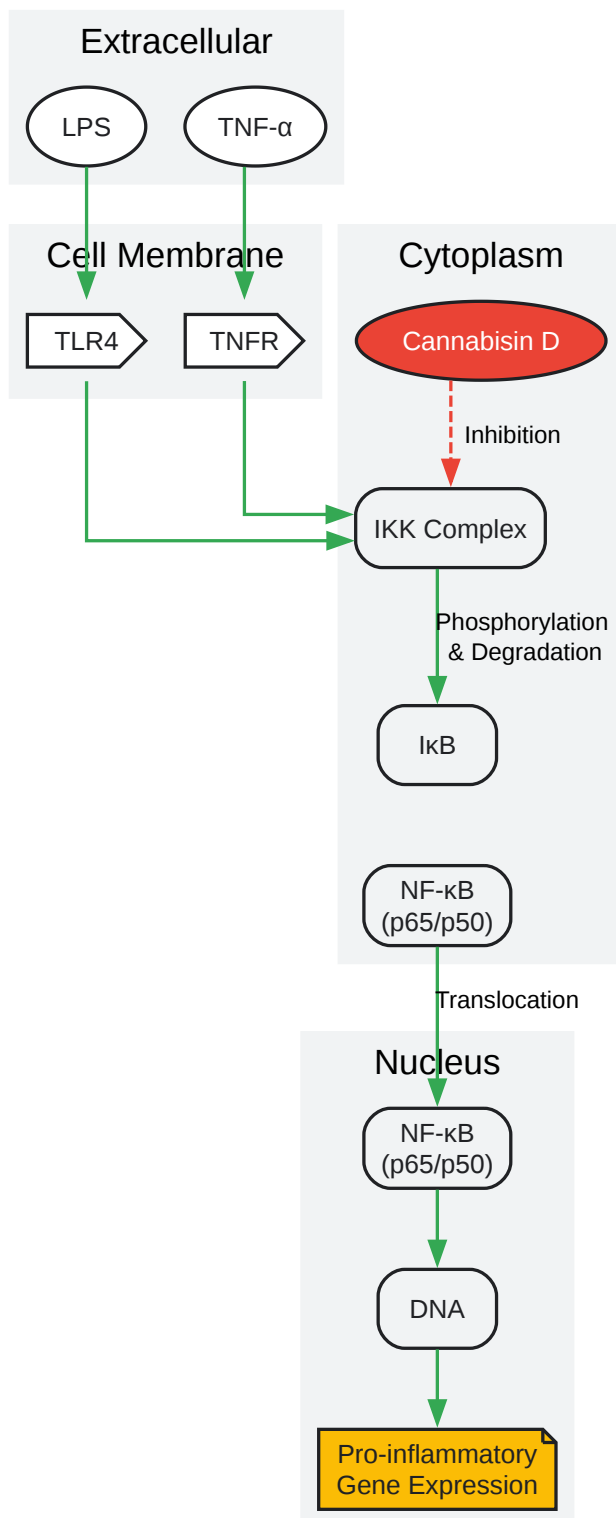 Extracellular
LPS
TNF-α
Cell Membrane
TLR4
TNFR
Cytoplasm
Cannabisin D
Inhibition
IKK Complex
Phosphorylation
& Degradation
IκB
NF-κB
(p65/p50)
Translocation
Nucleus
NF-κB
(p65/p50)
DNA
Pro-inflammatory
Gene Expression